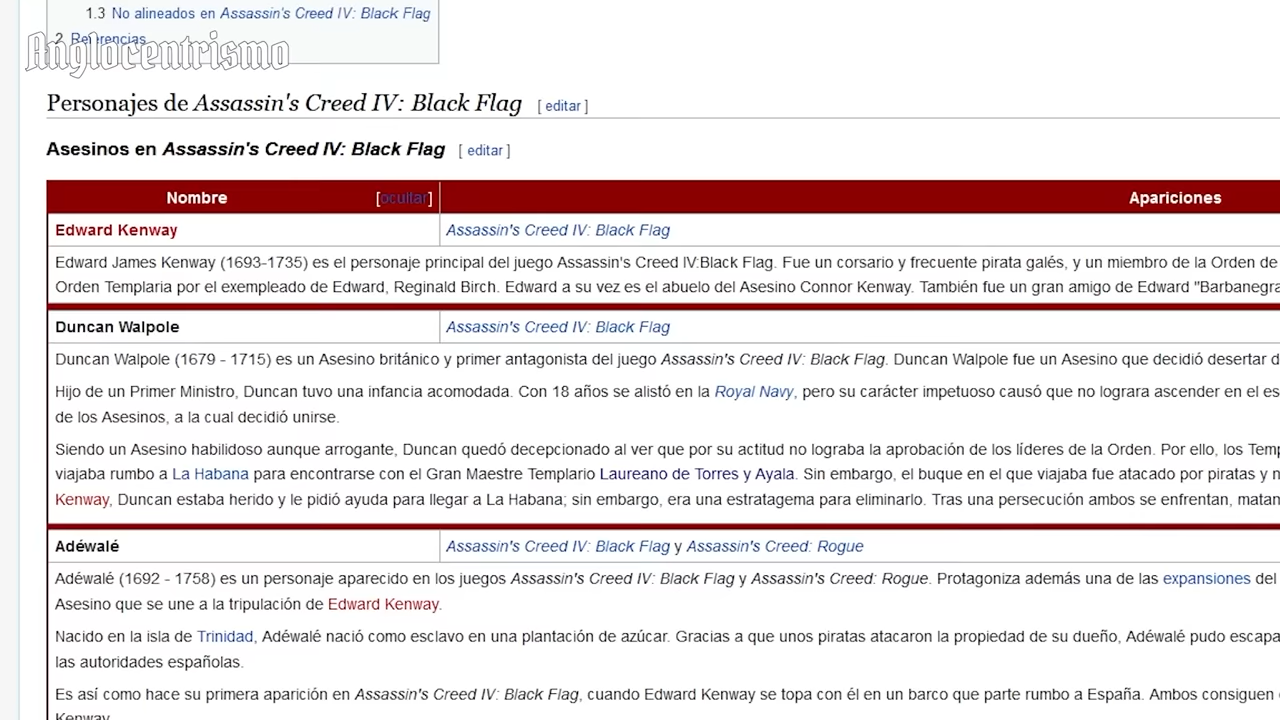 1.3 No alineados en Assassin's Creed IV: Black Flag
2 Referencias
Anglocentrismo
Personajes de Assassin's Creed IV: Black Flag [ editar ]
Asesinos en Assassin's Creed IV: Black Flag [ editar ]
Nombre [ocultar] Apariciones
Edward Kenway Assassin's Creed IV: Black Flag
Edward James Kenway (1693-1735) es el personaje principal del juego Assassin's Creed IV:Black Flag. Fue un corsario y frecuente pirata galés, y un miembro de la Orden de
Orden Templaria por el exempleado de Edward, Reginald Birch. Edward a su vez es el abuelo del Asesino Connor Kenway. También fue un gran amigo de Edward "Barbanegra
Duncan Walpole Assassin's Creed IV: Black Flag
Duncan Walpole (1679 - 1715) es un Asesino británico y primer antagonista del juego Assassin's Creed IV: Black Flag. Duncan Walpole fue un Asesino que decidió desertar d
Hijo de un Primer Ministro, Duncan tuvo una infancia acomodada. Con 18 años se alistó en la Royal Navy, pero su carácter impetuoso causó que no lograra ascender en el es
de los Asesinos, a la cual decidió unirse.
Siendo un Asesino habilidoso aunque arrogante, Duncan quedó decepcionado al ver que por su actitud no lograba la aprobación de los líderes de la Orden. Por ello, los Temp
viajaba rumbo a La Habana para encontrarse con el Gran Maestre Templario Laureano de Torres y Ayala. Sin embargo, el buque en el que viajaba fue atacado por piratas y n
Kenway, Duncan estaba herido y le pidió ayuda para llegar a La Habana; sin embargo, era una estratagema para eliminarlo. Tras una persecución ambos se enfrentan, matan
Adéwalé Assassin's Creed IV: Black Flag y Assassin's Creed: Rogue
Adéwalé (1692 - 1758) es un personaje aparecido en los juegos Assassin's Creed IV: Black Flag y Assassin's Creed: Rogue. Protagoniza además una de las expansiones del
Asesino que se une a la tripulación de Edward Kenway.
Nacido en la isla de Trinidad, Adéwalé nació como esclavo en una plantación de azúcar. Gracias a que unos piratas atacaron la propiedad de su dueño, Adéwalé pudo escapa
las autoridades españolas.
Es así como hace su primera aparición en Assassin's Creed IV: Black Flag, cuando Edward Kenway se topa con él en un barco que parte rumbo a España. Ambos consiguen
Kenway